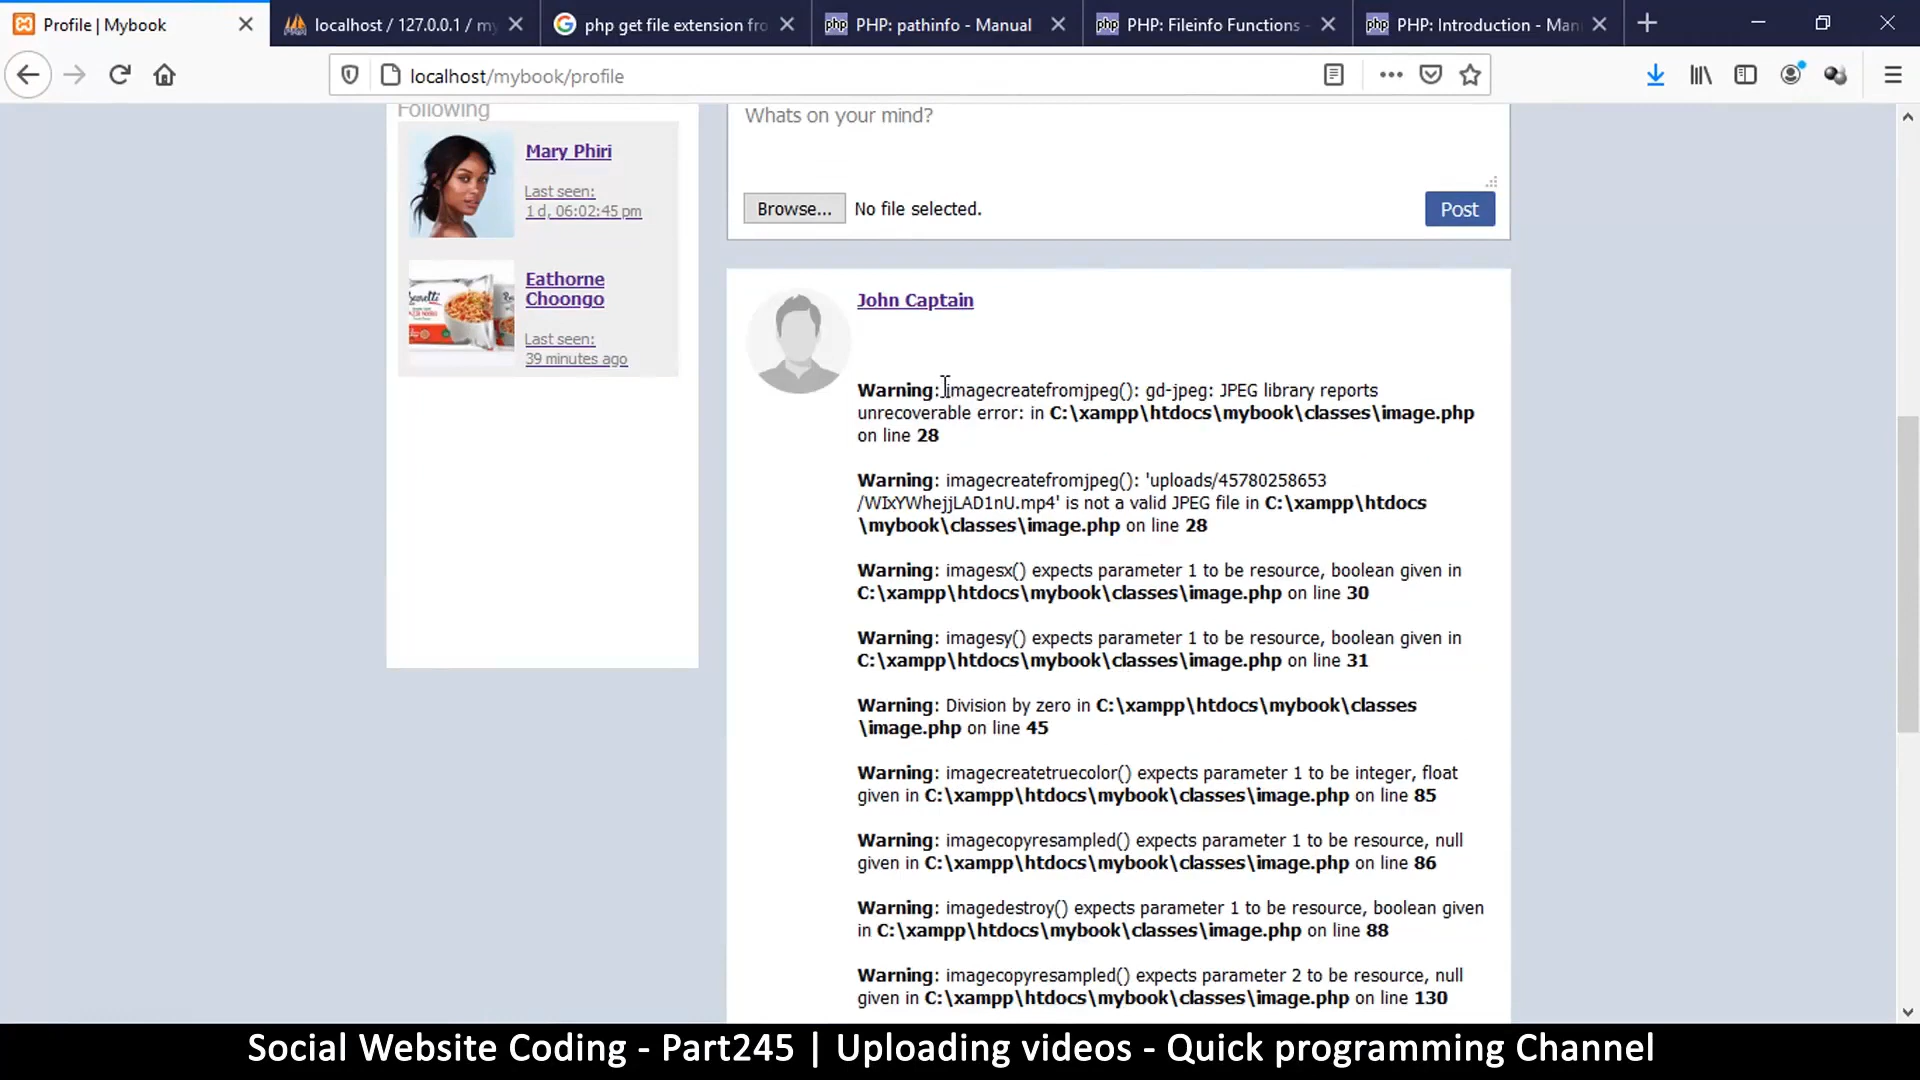 Profile | Mybook
localhost / 127.0.0.1 / my
php get file extension fro
php PHP: pathinfo - Manual
php PHP: Fileinfo Functions -
php PHP: Introduction - Man
localhost/mybook/profile
Following
Mary Phiri
Last seen:
1 d, 06:02:45 pm
Eathorne
Choongo
Last seen:
39 minutes ago
Whats on your mind?
Browse... No file selected. Post
John Captain
Warning: imagecreatefromjpeg(): gd-jpeg: JPEG library reports
unrecoverable error: in C:\xampp\htdocs\mybook\classes\image.php
on line 28
Warning: imagecreatefromjpeg(): 'uploads/45780258653
/WIxYWhejjLAD1nU.mp4' is not a valid JPEG file in C:\xampp\htdocs
\mybook\classes\image.php on line 28
Warning: imagesx() expects parameter 1 to be resource, boolean given in
C:\xampp\htdocs\mybook\classes\image.php on line 30
Warning: imagesy() expects parameter 1 to be resource, boolean given in
C:\xampp\htdocs\mybook\classes\image.php on line 31
Warning: Division by zero in C:\xampp\htdocs\mybook\classes
\image.php on line 45
Warning: imagecreatetruecolor() expects parameter 1 to be integer, float
given in C:\xampp\htdocs\mybook\classes\image.php on line 85
Warning: imagecopyresampled() expects parameter 1 to be resource, null
given in C:\xampp\htdocs\mybook\classes\image.php on line 86
Warning: imagedestroy() expects parameter 1 to be resource, boolean given
in C:\xampp\htdocs\mybook\classes\image.php on line 88
Warning: imagecopyresampled() expects parameter 2 to be resource, null
given in C:\xampp\htdocs\mybook\classes\image.php on line 130
Social Website Coding - Part245 | Uploading videos - Quick programming Channel